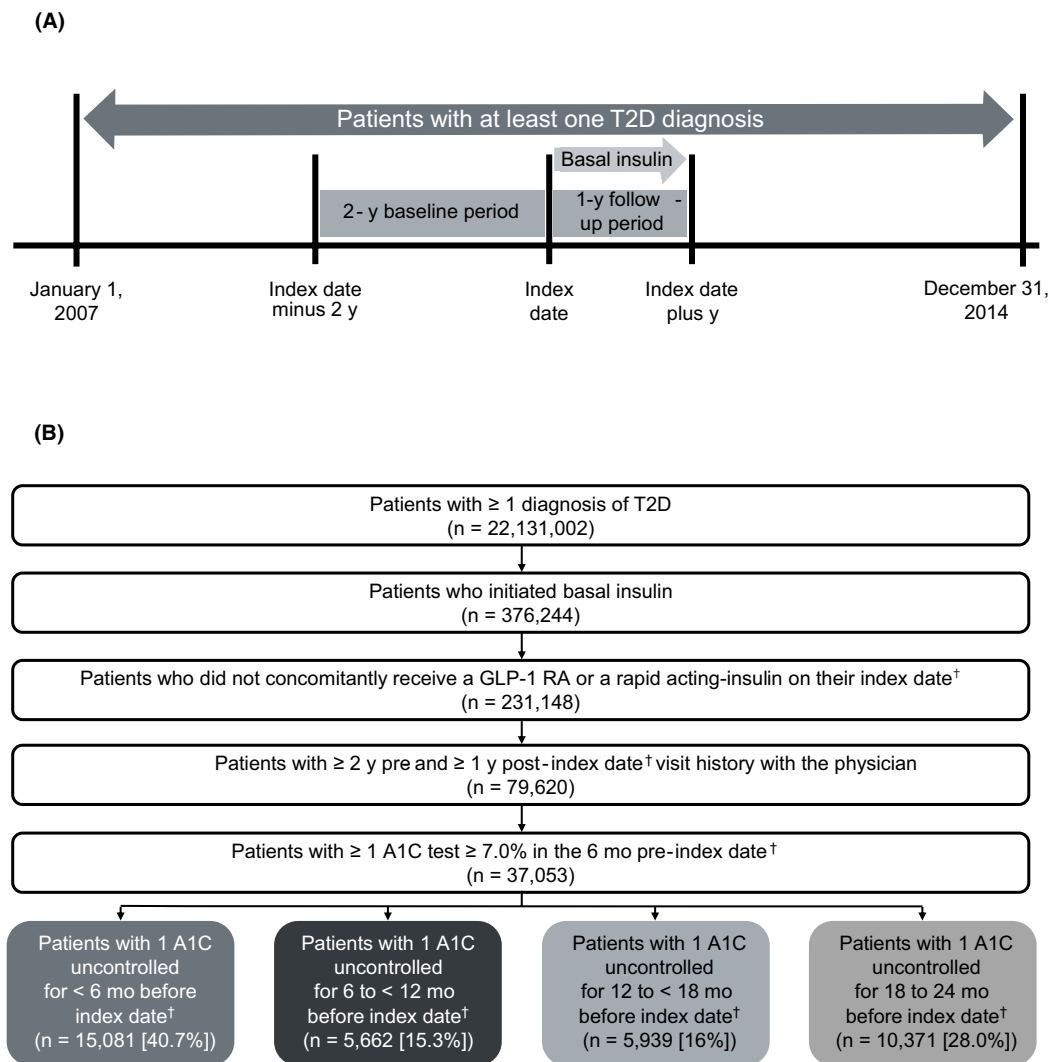 (A)
Patients with at least one T2D diagnosis
Basal insulin
2- y baseline period
1-y follow -
up period
January 1,
2007
Index date
minus 2 y
Index
date
Index date
plus y
December 31,
2014
(B)
Patients with ≥ 1 diagnosis of T2D
(n = 22,131,002)
Patients who initiated basal insulin
(n = 376,244)
Patients who did not concomitantly receive a GLP-1 RA or a rapid acting-insulin on their index date†
(n = 231,148)
Patients with ≥ 2 y pre and ≥ 1 y post-index date† visit history with the physician
(n = 79,620)
Patients with ≥ 1 A1C test ≥ 7.0% in the 6 mo pre-index date†
(n = 37,053)
Patients with 1 A1C
uncontrolled
for < 6 mo before
index date†
(n = 15,081 [40.7%])
Patients with 1 A1C
uncontrolled
for 6 to < 12 mo
before index date†
(n = 5,662 [15.3%])
Patients with 1 A1C
uncontrolled
for 12 to < 18 mo
before index date†
(n = 5,939 [16%])
Patients with 1 A1C
uncontrolled
for 18 to 24 mo
before index date†
(n = 10,371 [28.0%])